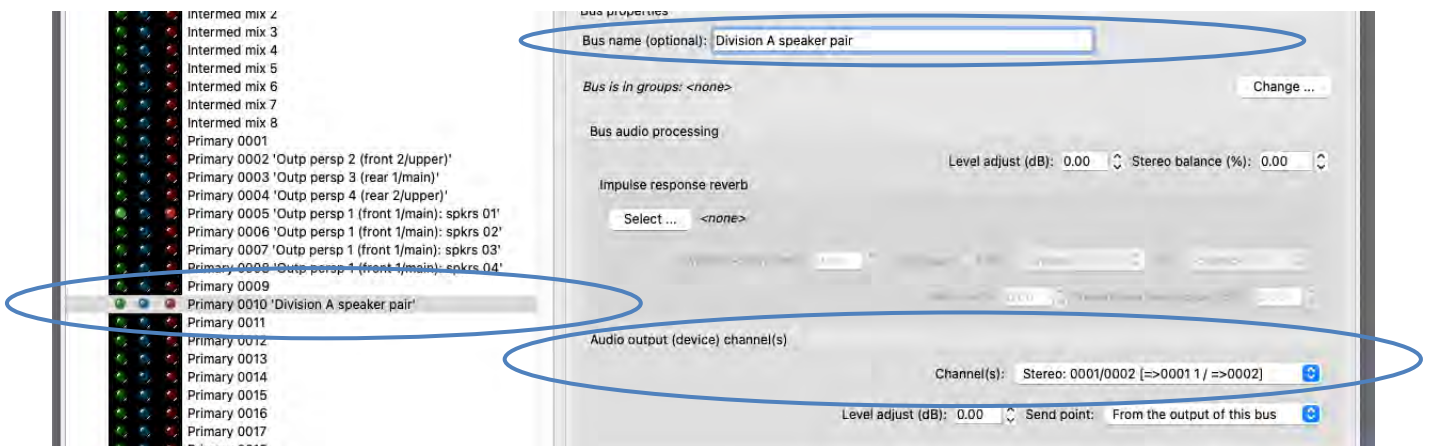 Intermed mix 2
Intermed mix 3
Intermed mix 4
Intermed mix 5
Intermed mix 6
Intermed mix 7
Intermed mix 8
Primary 0001
Primary 0002 'Outp persp 2 (front 2/upper)'
Primary 0003 'Outp persp 3 (rear 1/main)'
Primary 0004 'Outp persp 4 (rear 2/upper)'
Primary 0005 'Outp persp 1 (front 1/main): spkrs 01'
Primary 0006 'Outp persp 1 (front 1/main): spkrs 02'
Primary 0007 'Outp persp 1 (front 1/main): spkrs 03'
Primary 0008 'Outp persp 1 (front 1/main): spkrs 04'
Primary 0009
Primary 0010 'Division A speaker pair'
Primary 0011
Primary 0012
Primary 0013
Primary 0014
Primary 0015
Primary 0016
Primary 0017
Bus properties
Bus name (optional): Division A speaker pair
Bus is in groups: <none> Change ...
Bus audio processing
Level adjust (dB): 0.00 Stereo balance (%): 0.00
Impulse response reverb
Select ... <none>
Audio output (device) channel(s)
Channel(s): Stereo: 0001/0002 [=>0001 1 / =>0002]
Level adjust (dB): 0.00 Send point: From the output of this bus